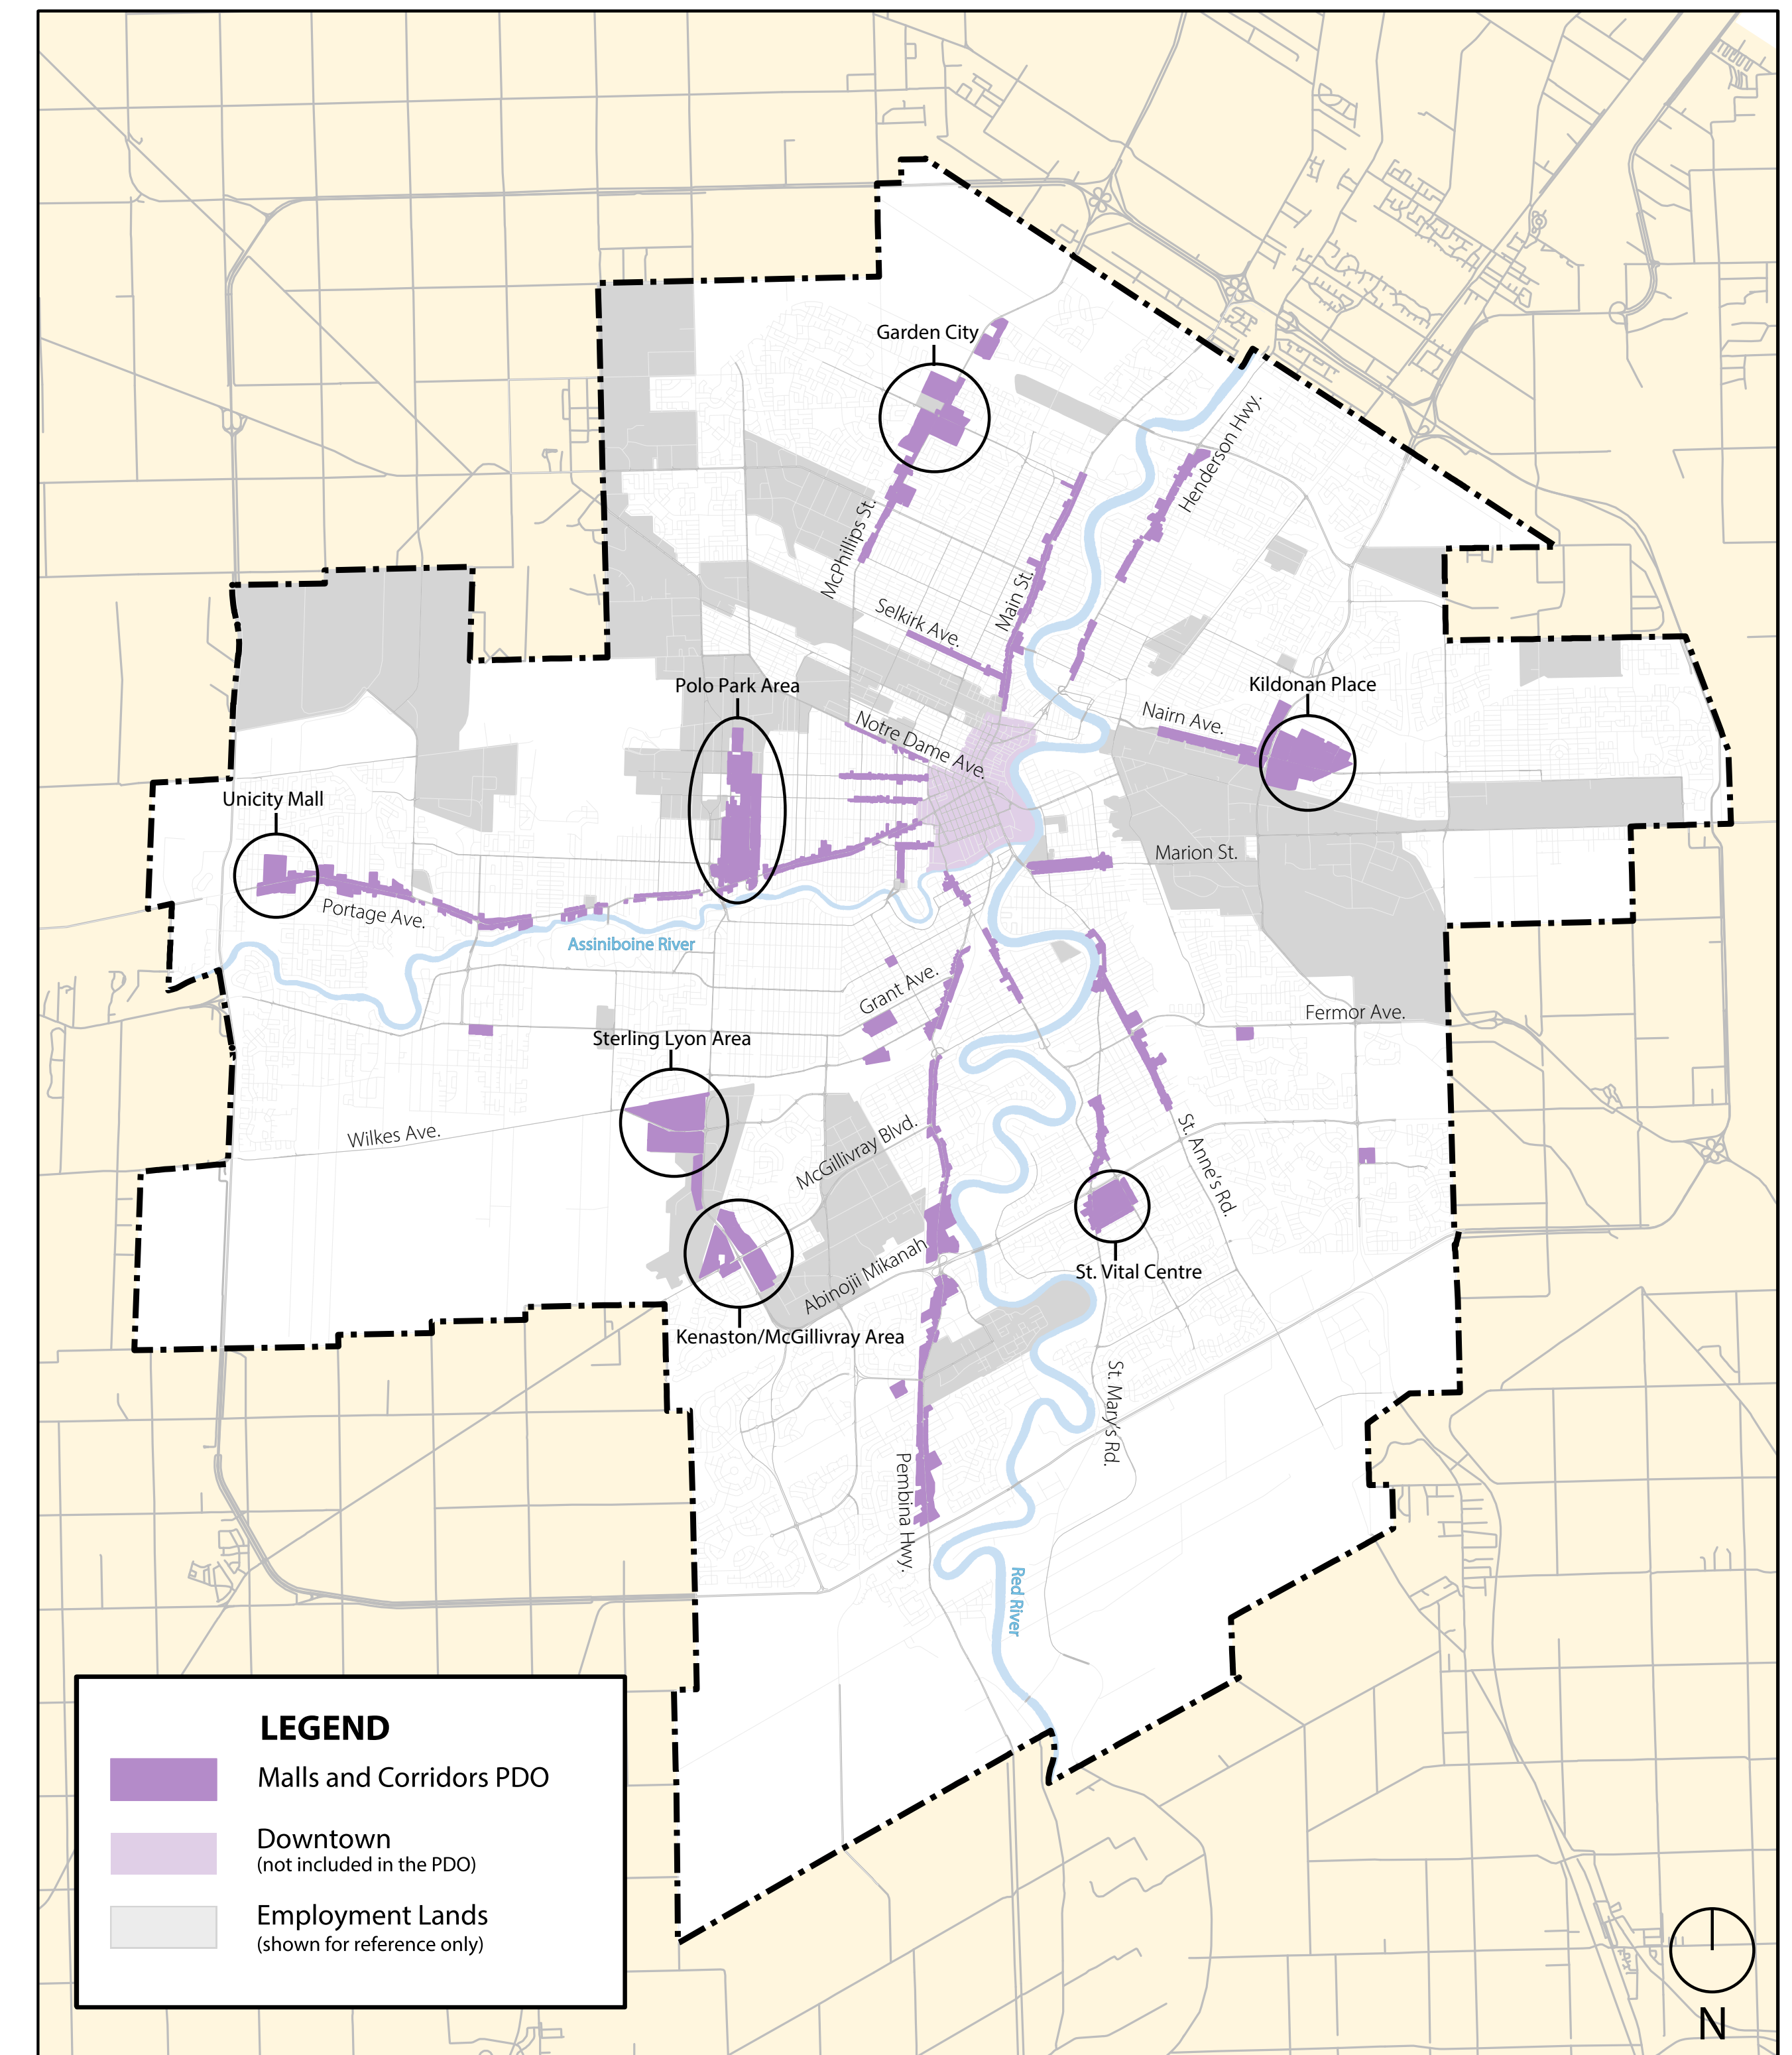 Garden City
Henderson Hwy.
McPhillips St.
Main St.
Selkirk Ave.
Polo Park Area
Kildonan Place
Notre Dame Ave.
Nairn Ave.
Unicity Mall
Marion St.
Portage Ave.
Assiniboine River
Grant Ave.
Fermor Ave.
Sterling Lyon Area
Wilkes Ave.
McGillivray Blvd.
St. Anne's Rd.
Abinojii Mikanah
St. Vital Centre
Kenaston/McGillivray Area
St. Mary's Rd.
Pembina Hwy.
Red River
LEGEND
Malls and Corridors PDO
Downtown
(not included in the PDO)
Employment Lands
(shown for reference only)
N